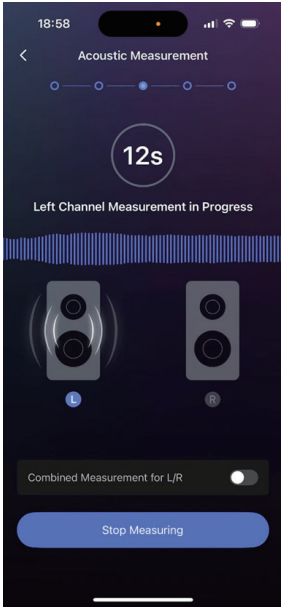 18:58
Acoustic Measurement
12s
Left Channel Measurement in Progress
L
R
Combined Measurement for L/R
Stop Measuring